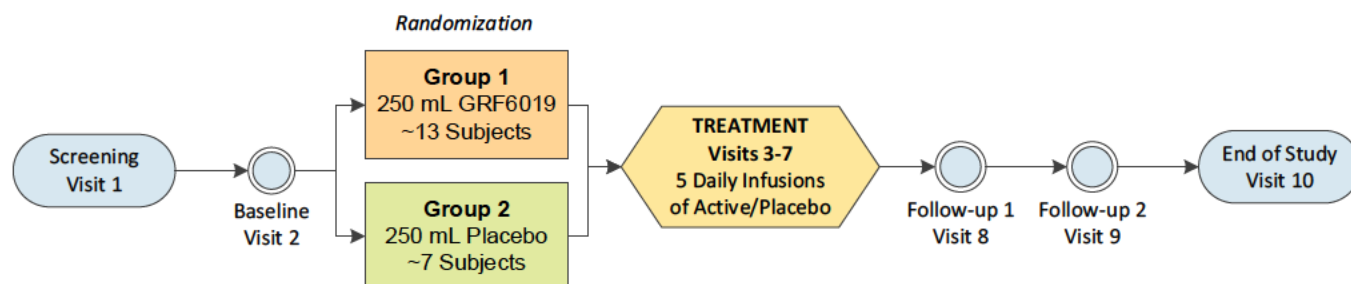 Randomization
Screening
Visit 1
Baseline
Visit 2
Group 1
250 mL GRF6019
~13 Subjects
Group 2
250 mL Placebo
~7 Subjects
TREATMENT
Visits 3-7
5 Daily Infusions
of Active/Placebo
Follow-up 1
Visit 8
Follow-up 2
Visit 9
End of Study
Visit 10